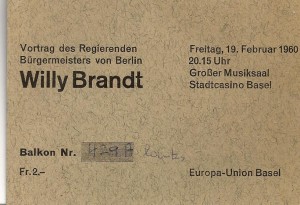 Vortrag des Regierenden
Bürgermeisters von Berlin
Willy Brandt
Freitag, 19. Februar 1960
20.15 Uhr
Großer Musiksaal
Stadtcasino Basel
Balkon Nr. 429
Fr. 2.–
Europa-Union Basel